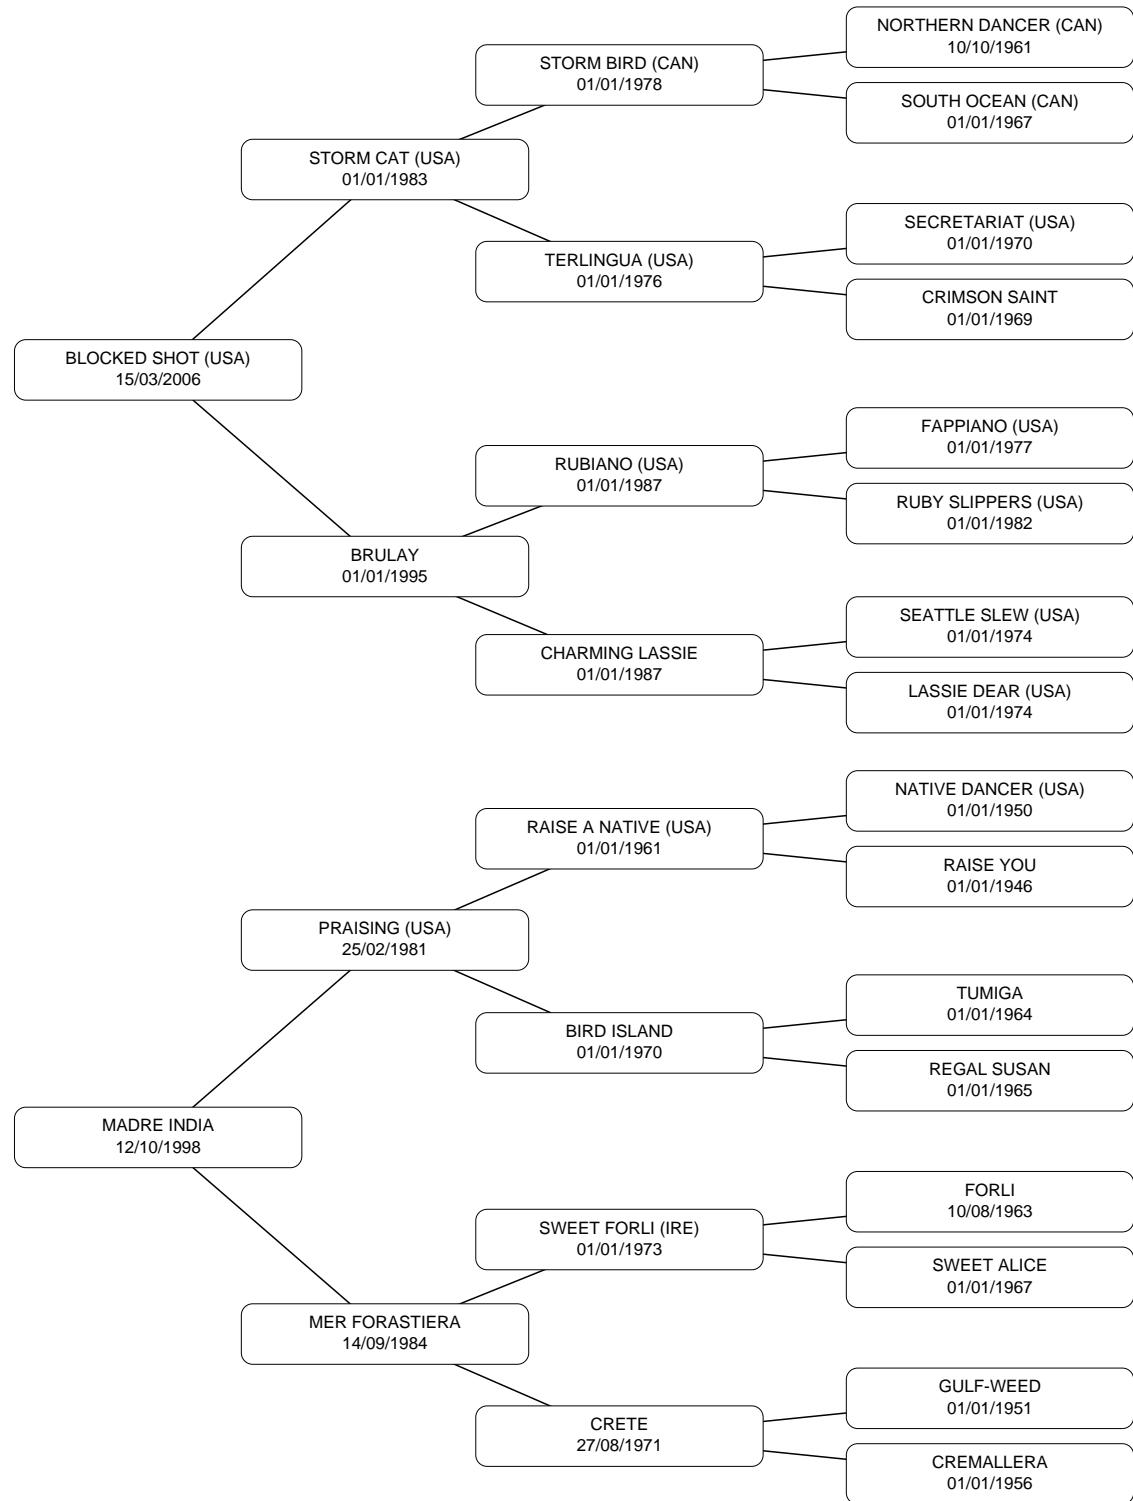 NORTHERN DANCER (CAN)
10/10/1961
STORM BIRD (CAN)
01/01/1978
SOUTH OCEAN (CAN)
01/01/1967
STORM CAT (USA)
01/01/1983
SECRETARIAT (USA)
01/01/1970
TERLINGUA (USA)
01/01/1976
CRIMSON SAINT
01/01/1969
BLOCKED SHOT (USA)
15/03/2006
FAPPIANO (USA)
01/01/1977
RUBIANO (USA)
01/01/1987
RUBY SLIPPERS (USA)
01/01/1982
BRULAY
01/01/1995
SEATTLE SLEW (USA)
01/01/1974
CHARMING LASSIE
01/01/1987
LASSIE DEAR (USA)
01/01/1974
NATIVE DANCER (USA)
01/01/1950
RAISE A NATIVE (USA)
01/01/1961
RAISE YOU
01/01/1946
PRAISING (USA)
25/02/1981
TUMIGA
01/01/1964
BIRD ISLAND
01/01/1970
REGAL SUSAN
01/01/1965
MADRE INDIA
12/10/1998
FORLI
10/08/1963
SWEET FORLI (IRE)
01/01/1973
SWEET ALICE
01/01/1967
MER FORASTIERA
14/09/1984
GULF-WEED
01/01/1951
CRETE
27/08/1971
CREMALLERA
01/01/1956